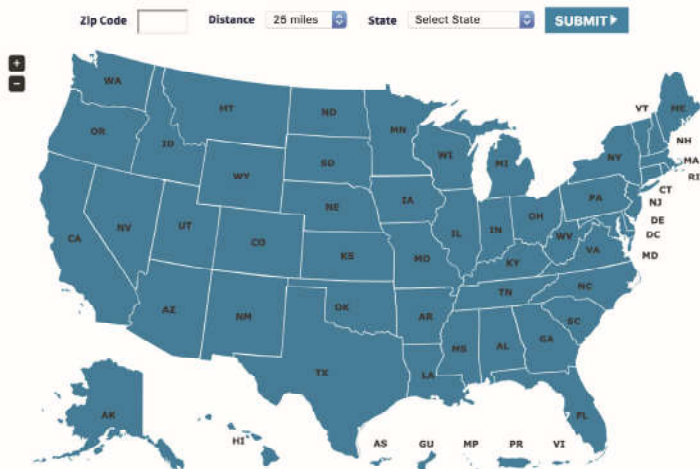 Zip Code Distance 25 miles State Select State SUBMIT
+
−
WA
MT
ND
MN
VT
ME
OR
ID
SD
WI
MI
NY
NH
MA
RI
CT
WY
IA
PA
NJ
NE
OH
DE
NV
UT
CO
IL
IN
WV
DC
CA
KS
MO
KY
VA
MD
AZ
NM
OK
AR
TN
NC
SC
MS
AL
GA
TX
LA
AK
FL
HI
AS GU MP PR VI